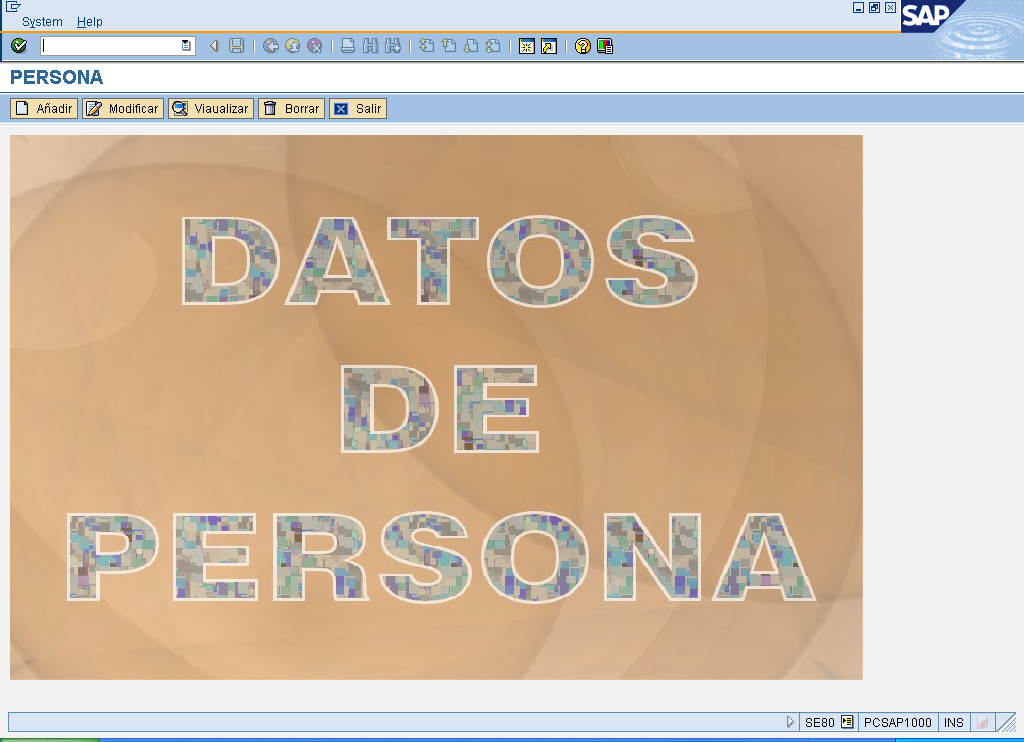 System Help
SAP
PERSONA
Añadir Modificar Viaualizar Borrar Salir
DATOS
DE
PERSONA
SE80 PCSAP1000 INS